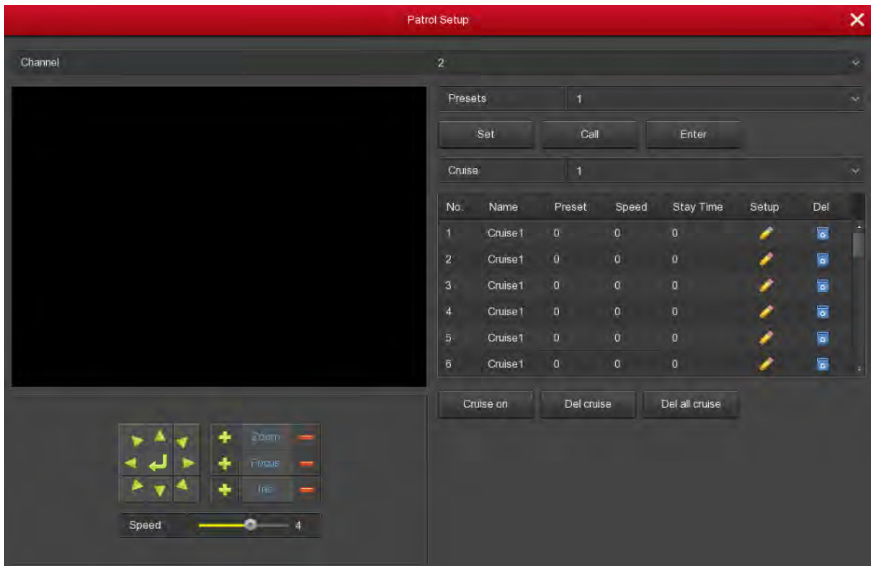 Patrol Setup
Channel 2
Presets 1
Set Call Enter
Cruise 1
No. Name Preset Speed Stay Time Setup Del
1 Cruise1 0 0 0
2 Cruise1 0 0 0
3 Cruise1 0 0 0
4 Cruise1 0 0 0
5 Cruise1 0 0 0
6 Cruise1 0 0 0
Cruise on Del cruise Del all cruise
Zoom
Focus
Iris
Speed 4